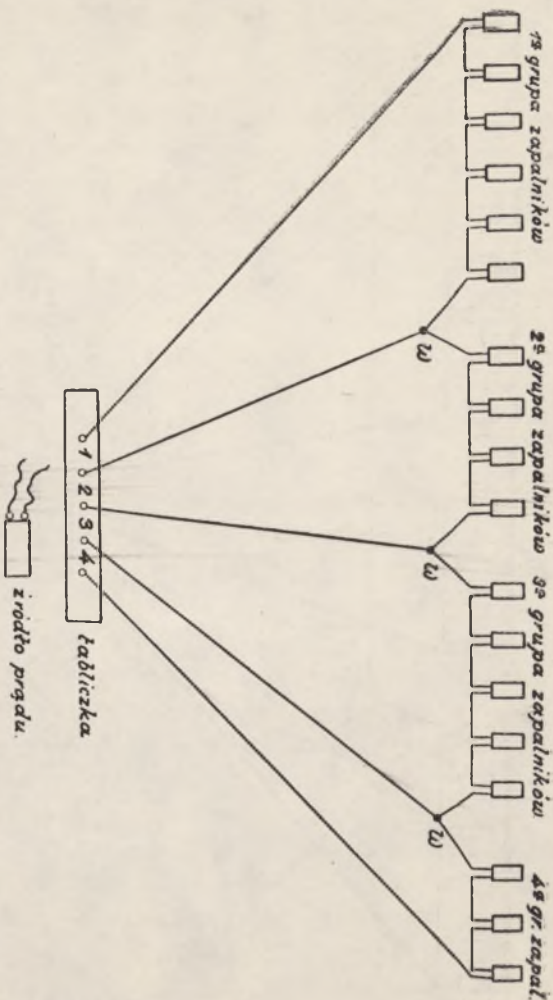 1ª grupa zapalników
2ª grupa zapalników
3ª grupa zapalników
4ª gr. zapal.
w
w
w
1 2 3 4
tabliczka
źródło prądu.